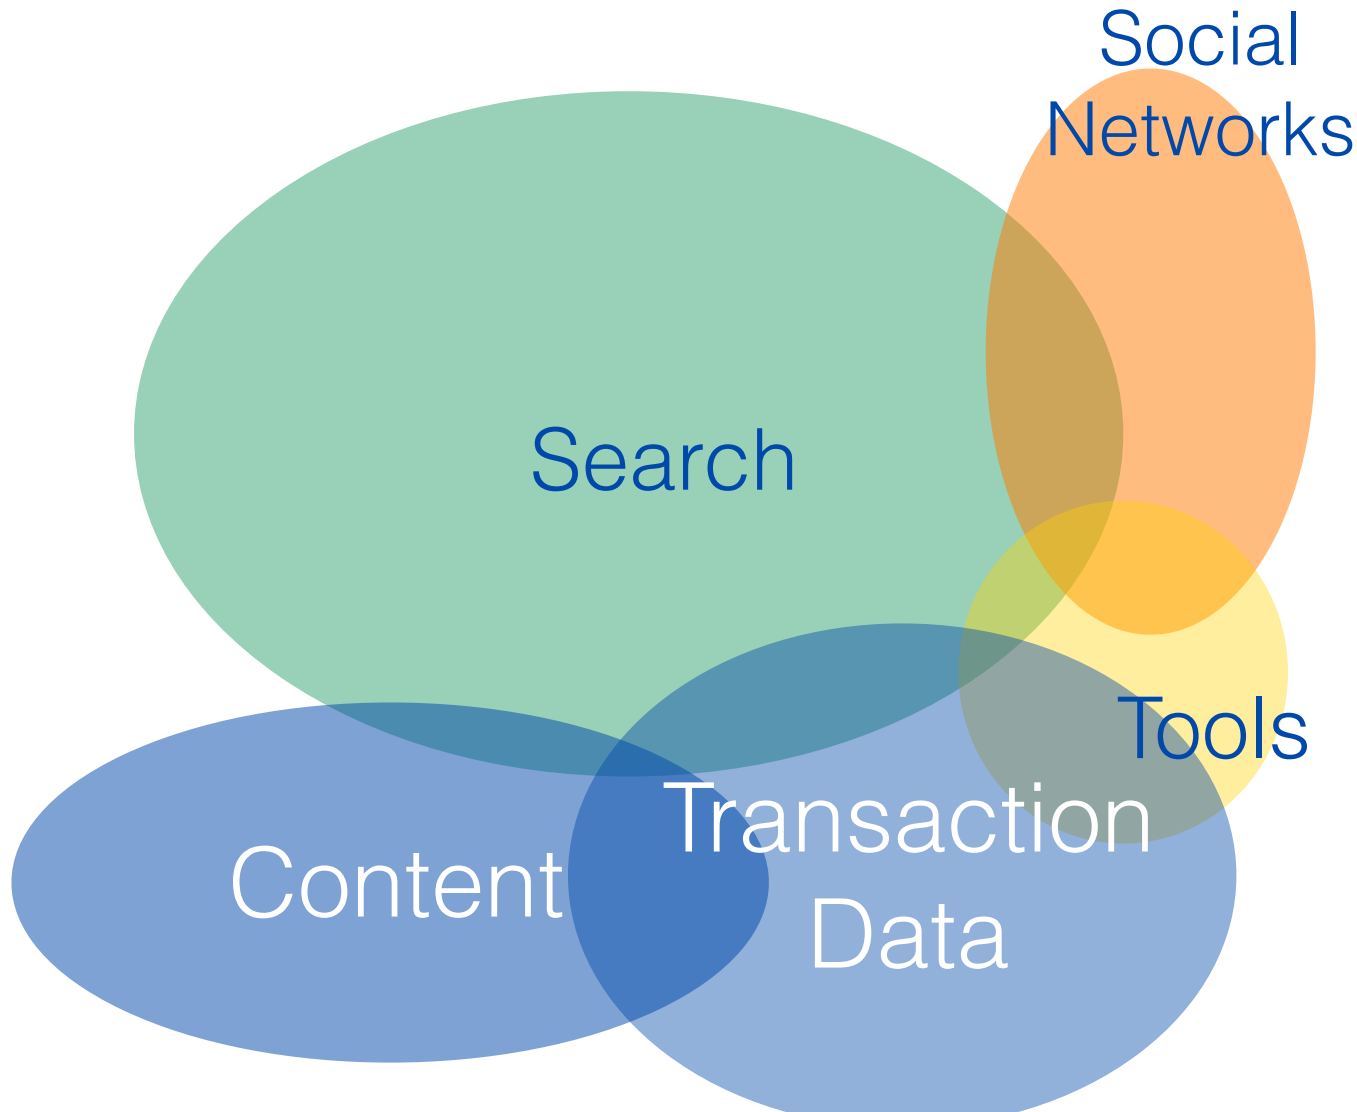 Social
Networks
Search
Tools
Transaction
Data
Content